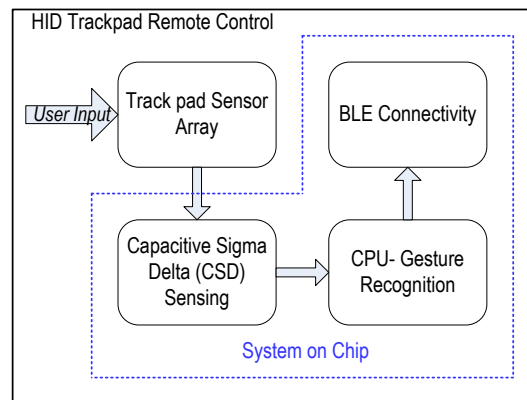 HID Trackpad Remote Control
User Input
Track pad Sensor
Array
BLE Connectivity
Capacitive Sigma
Delta (CSD)
Sensing
CPU- Gesture
Recognition
System on Chip